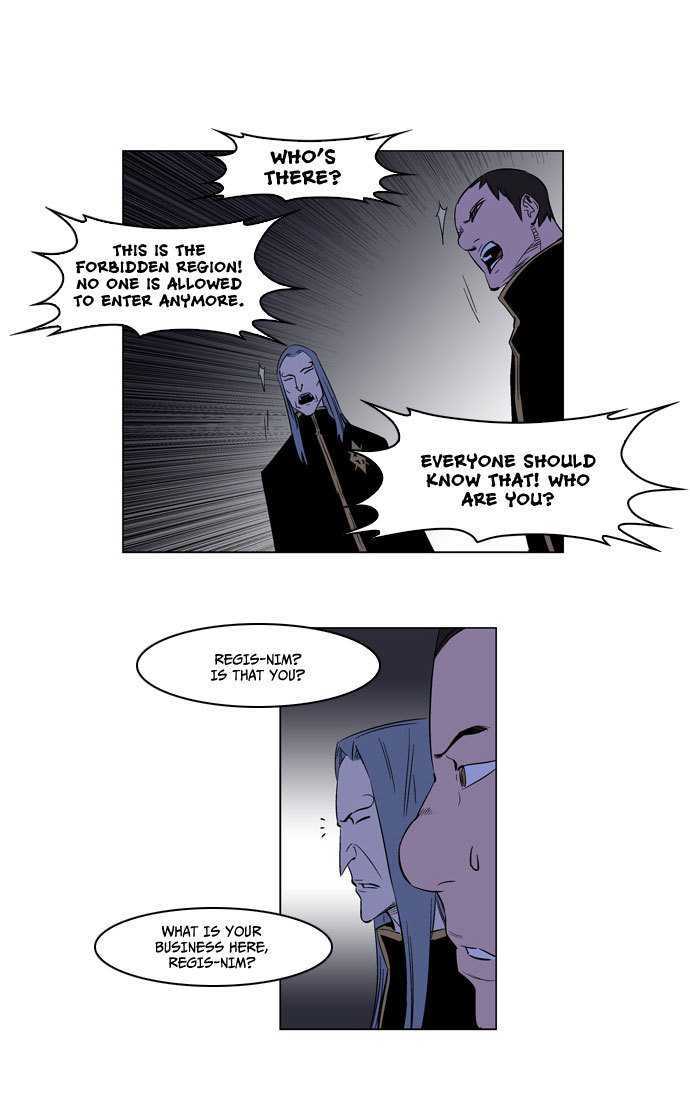 WHO'S
THERE?
THIS IS THE
FORBIDDEN REGION!
NO ONE IS ALLOWED
TO ENTER ANYMORE.
EVERYONE SHOULD
KNOW THAT! WHO
ARE YOU?
REGIS-NIM?
IS THAT YOU?
WHAT IS YOUR
BUSINESS HERE,
REGIS-NIM?